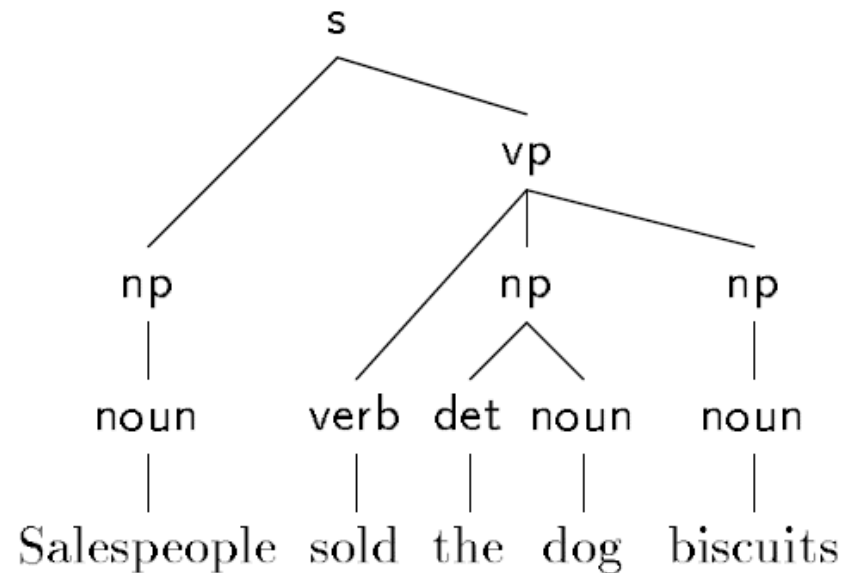 s
vp
np np np
noun verb det noun noun
Salespeople sold the dog biscuits